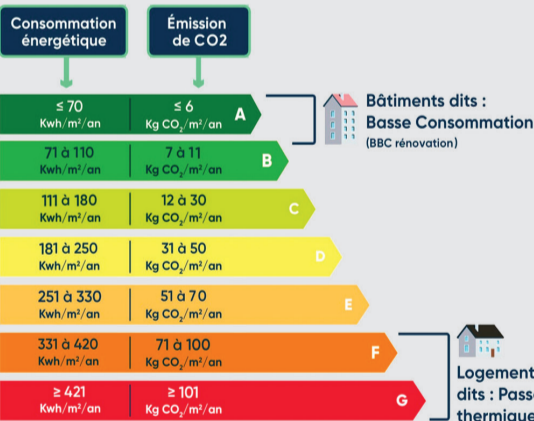 Consommation
énergétique
Émission
de CO2
≤ 70
Kwh/m²/an
≤ 6
Kg CO₂/m²/an
A
Bâtiments dits :
Basse Consommation
(BBC rénovation)
71 à 110
Kwh/m²/an
7 à 11
Kg CO₂/m²/an
B
111 à 180
Kwh/m²/an
12 à 30
Kg CO₂/m²/an
C
181 à 250
Kwh/m²/an
31 à 50
Kg CO₂/m²/an
D
251 à 330
Kwh/m²/an
51 à 70
Kg CO₂/m²/an
E
331 à 420
Kwh/m²/an
71 à 100
Kg CO₂/m²/an
F
≥ 421
Kwh/m²/an
≥ 101
Kg CO₂/m²/an
G
Logement
dits : Pass
thermique